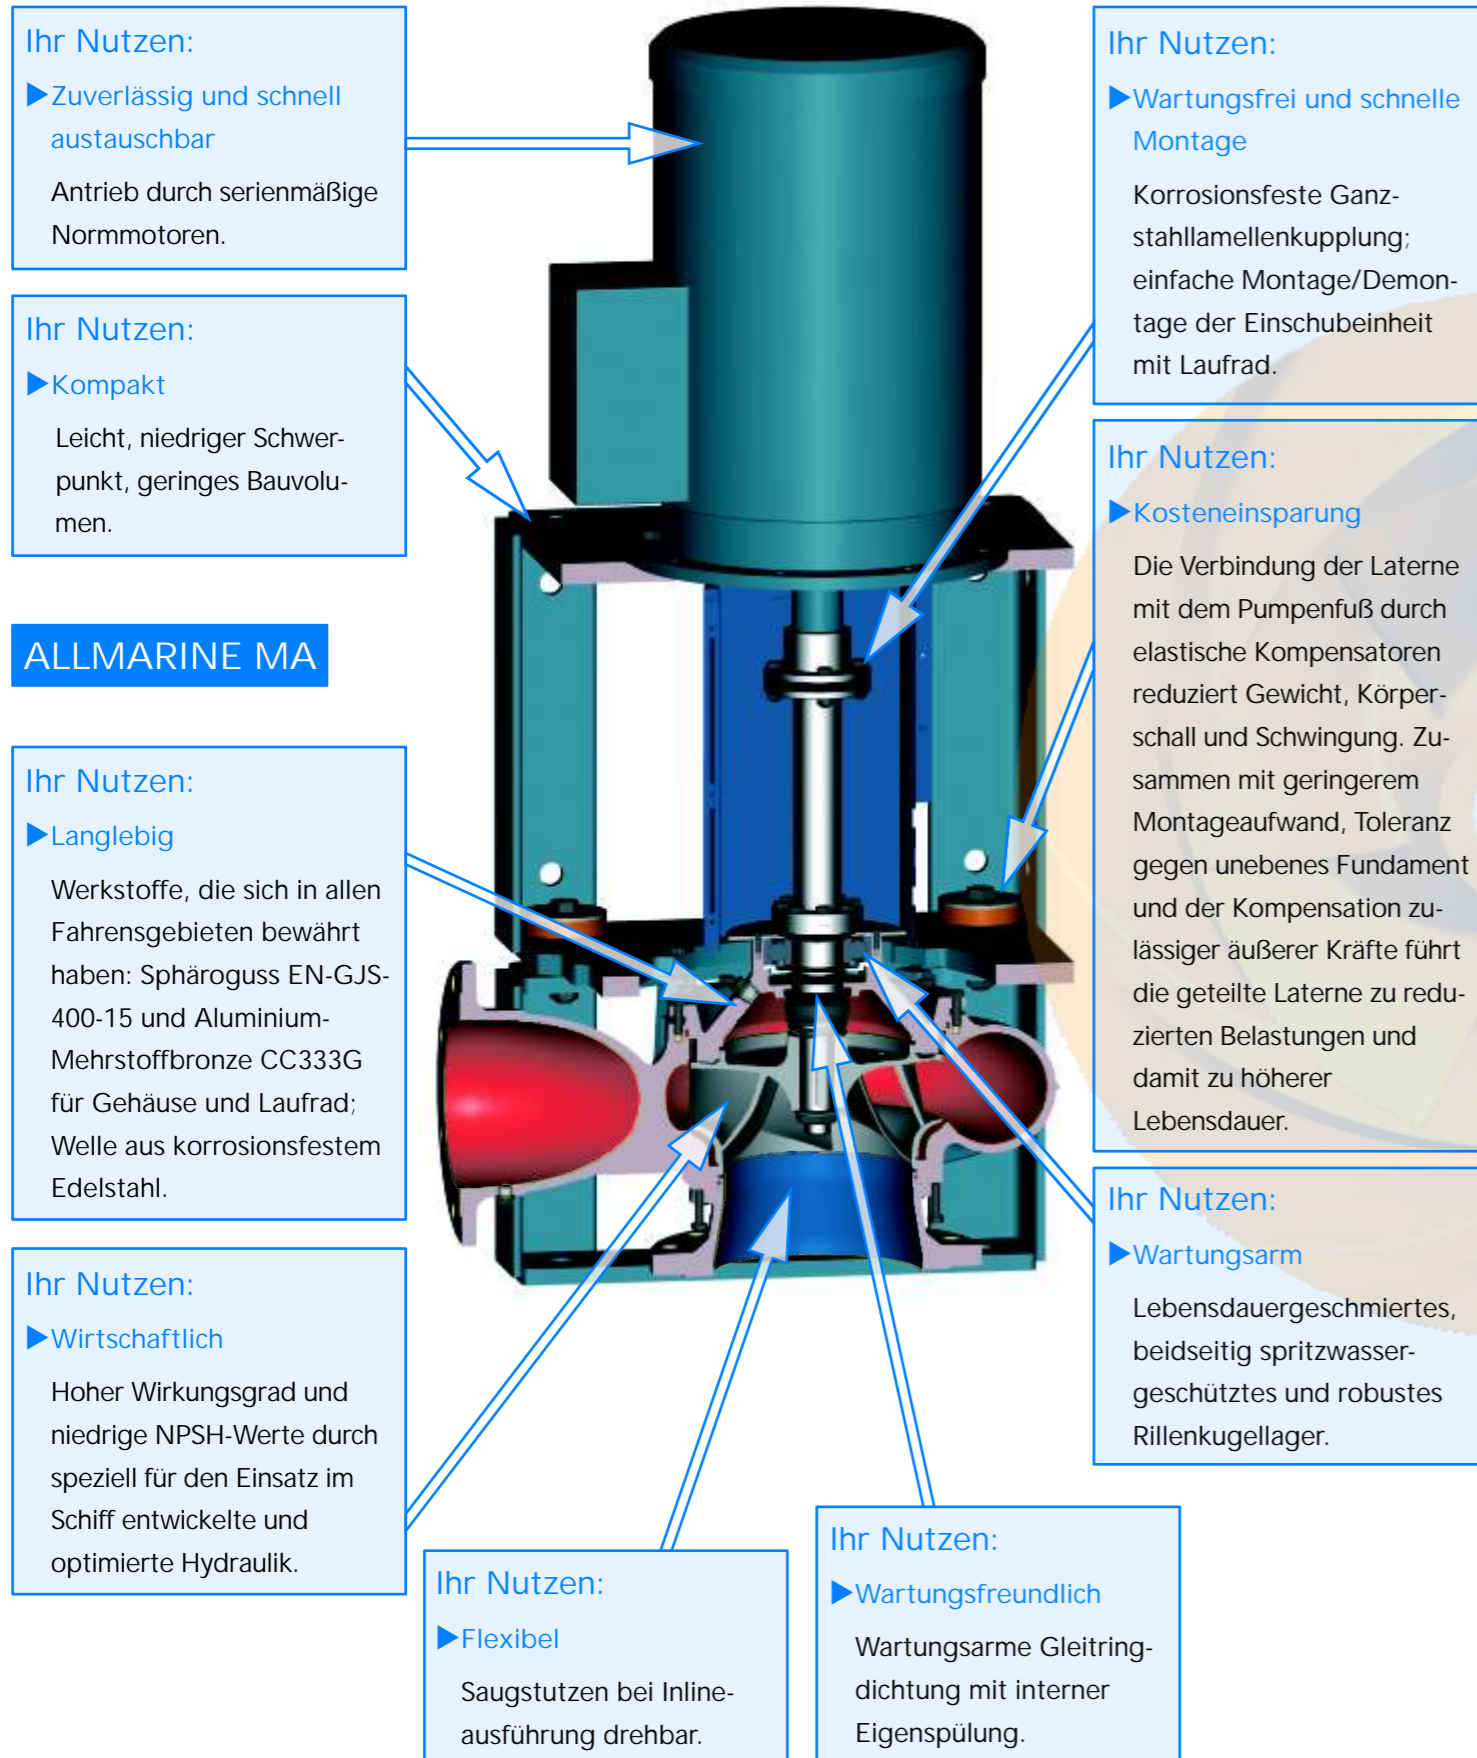 Ihr Nutzen:
Zuverlässig und schnell
austauschbar
Antrieb durch serienmäßige
Normmotoren.
Ihr Nutzen:
Kompakt
Leicht, niedriger Schwer-
punkt, geringes Bauvolu-
men.
ALLMARINE MA
Ihr Nutzen:
Langlebig
Werkstoffe, die sich in allen
Fahrensgebieten bewährt
haben: Sphäroguss EN-GJS-
400-15 und Aluminium-
Mehrstoffbronze CC333G
für Gehäuse und Laufrad;
Welle aus korrosionsfestem
Edelstahl.
Ihr Nutzen:
Wirtschaftlich
Hoher Wirkungsgrad und
niedrige NPSH-Werte durch
speziell für den Einsatz im
Schiff entwickelte und
optimierte Hydraulik.
Ihr Nutzen:
Flexibel
Saugstutzen bei Inline-
ausführung drehbar.
Ihr Nutzen:
Wartungsfreundlich
Wartungsarme Gleitring-
dichtung mit interner
Eigenspülung.
Ihr Nutzen:
Wartungsfrei und schnelle
Montage
Korrosionsfeste Ganz-
stahllamellenkupplung;
einfache Montage/Demon-
tage der Einschubeinheit
mit Laufrad.
Ihr Nutzen:
Kosteneinsparung
Die Verbindung der Laterne
mit dem Pumpenfuß durch
elastische Kompensatoren
reduziert Gewicht, Körper-
schall und Schwingung. Zu-
sammen mit geringerem
Montageaufwand, Toleranz
gegen unebenes Fundament
und der Kompensation zu-
lässiger äußerer Kräfte führt
die geteilte Laterne zu redu-
zierten Belastungen und
damit zu höherer
Lebensdauer.
Ihr Nutzen:
Wartungsarm
Lebensdauergeschmiertes,
beidseitig spritzwasser-
geschütztes und robustes
Rillenkugellager.